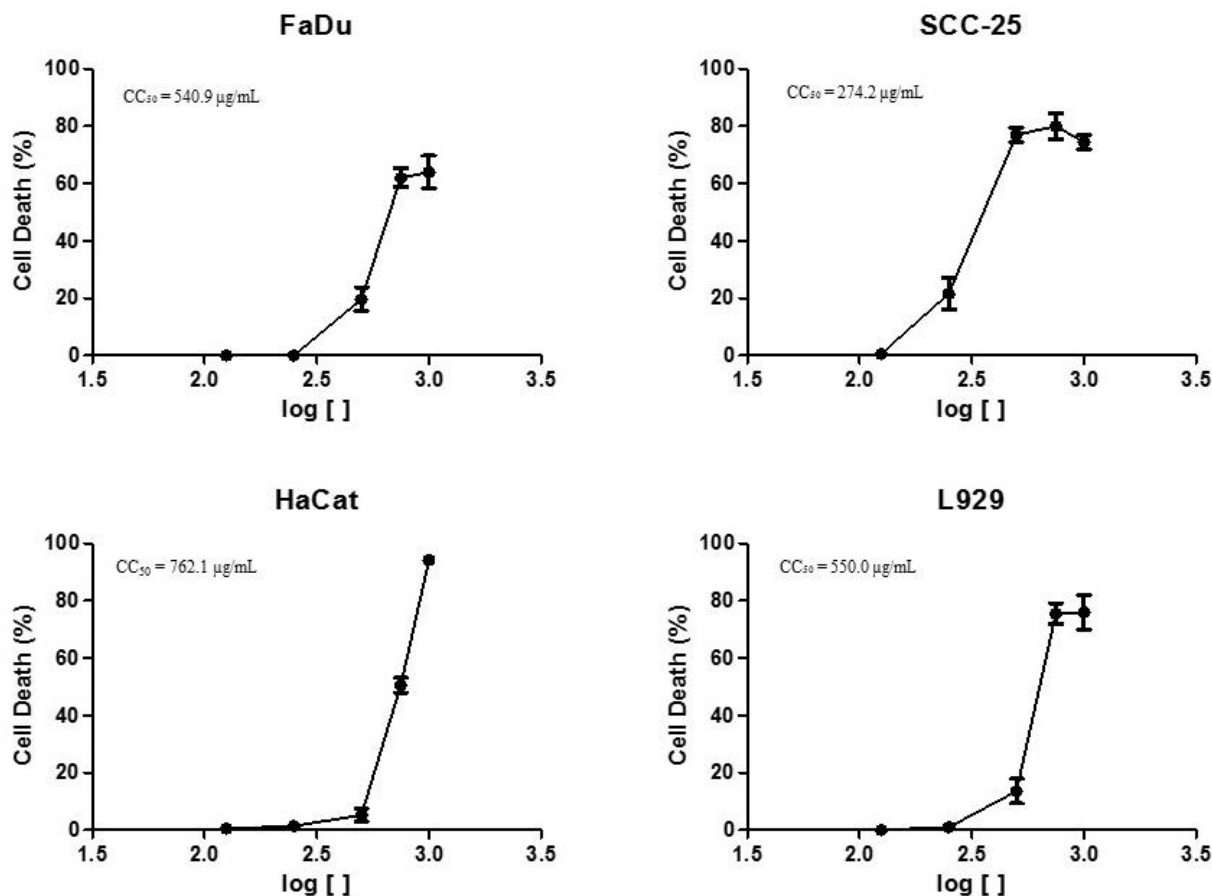 FaDu
CC₅₀ = 540.9 µg/mL
Cell Death (%)
100
80
60
40
20
0
1.5 2.0 2.5 3.0 3.5
log [ ]
SCC-25
CC₅₀ = 274.2 µg/mL
Cell Death (%)
100
80
60
40
20
0
1.5 2.0 2.5 3.0 3.5
log [ ]
HaCat
CC₅₀ = 762.1 µg/mL
Cell Death (%)
100
80
60
40
20
0
1.5 2.0 2.5 3.0 3.5
log [ ]
L929
CC₅₀ = 550.0 µg/mL
Cell Death (%)
100
80
60
40
20
0
1.5 2.0 2.5 3.0 3.5
log [ ]